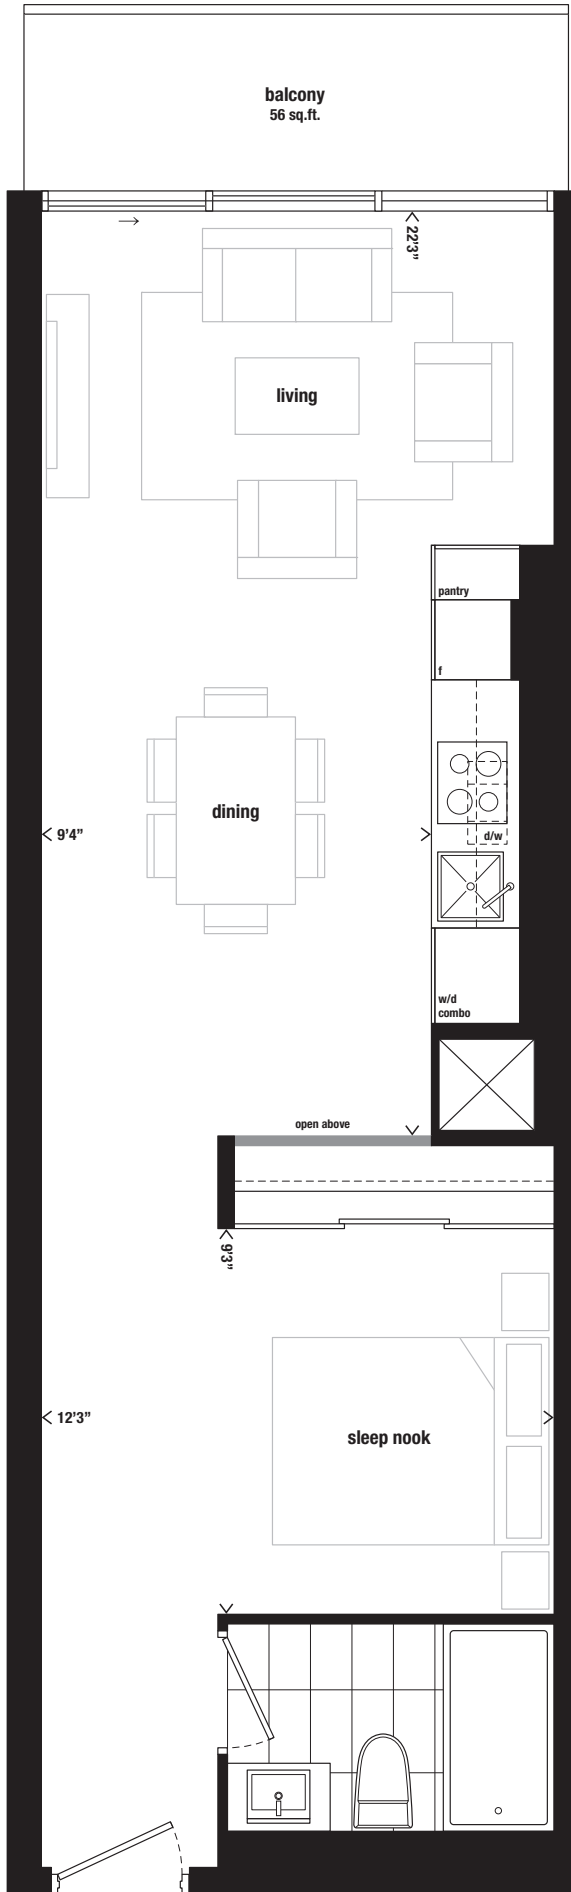 balcony
56 sq.ft.
22’3”
living
pantry
f
dining
9’4”
d/w
w/d
combo
open above
9’3”
12’3”
sleep nook